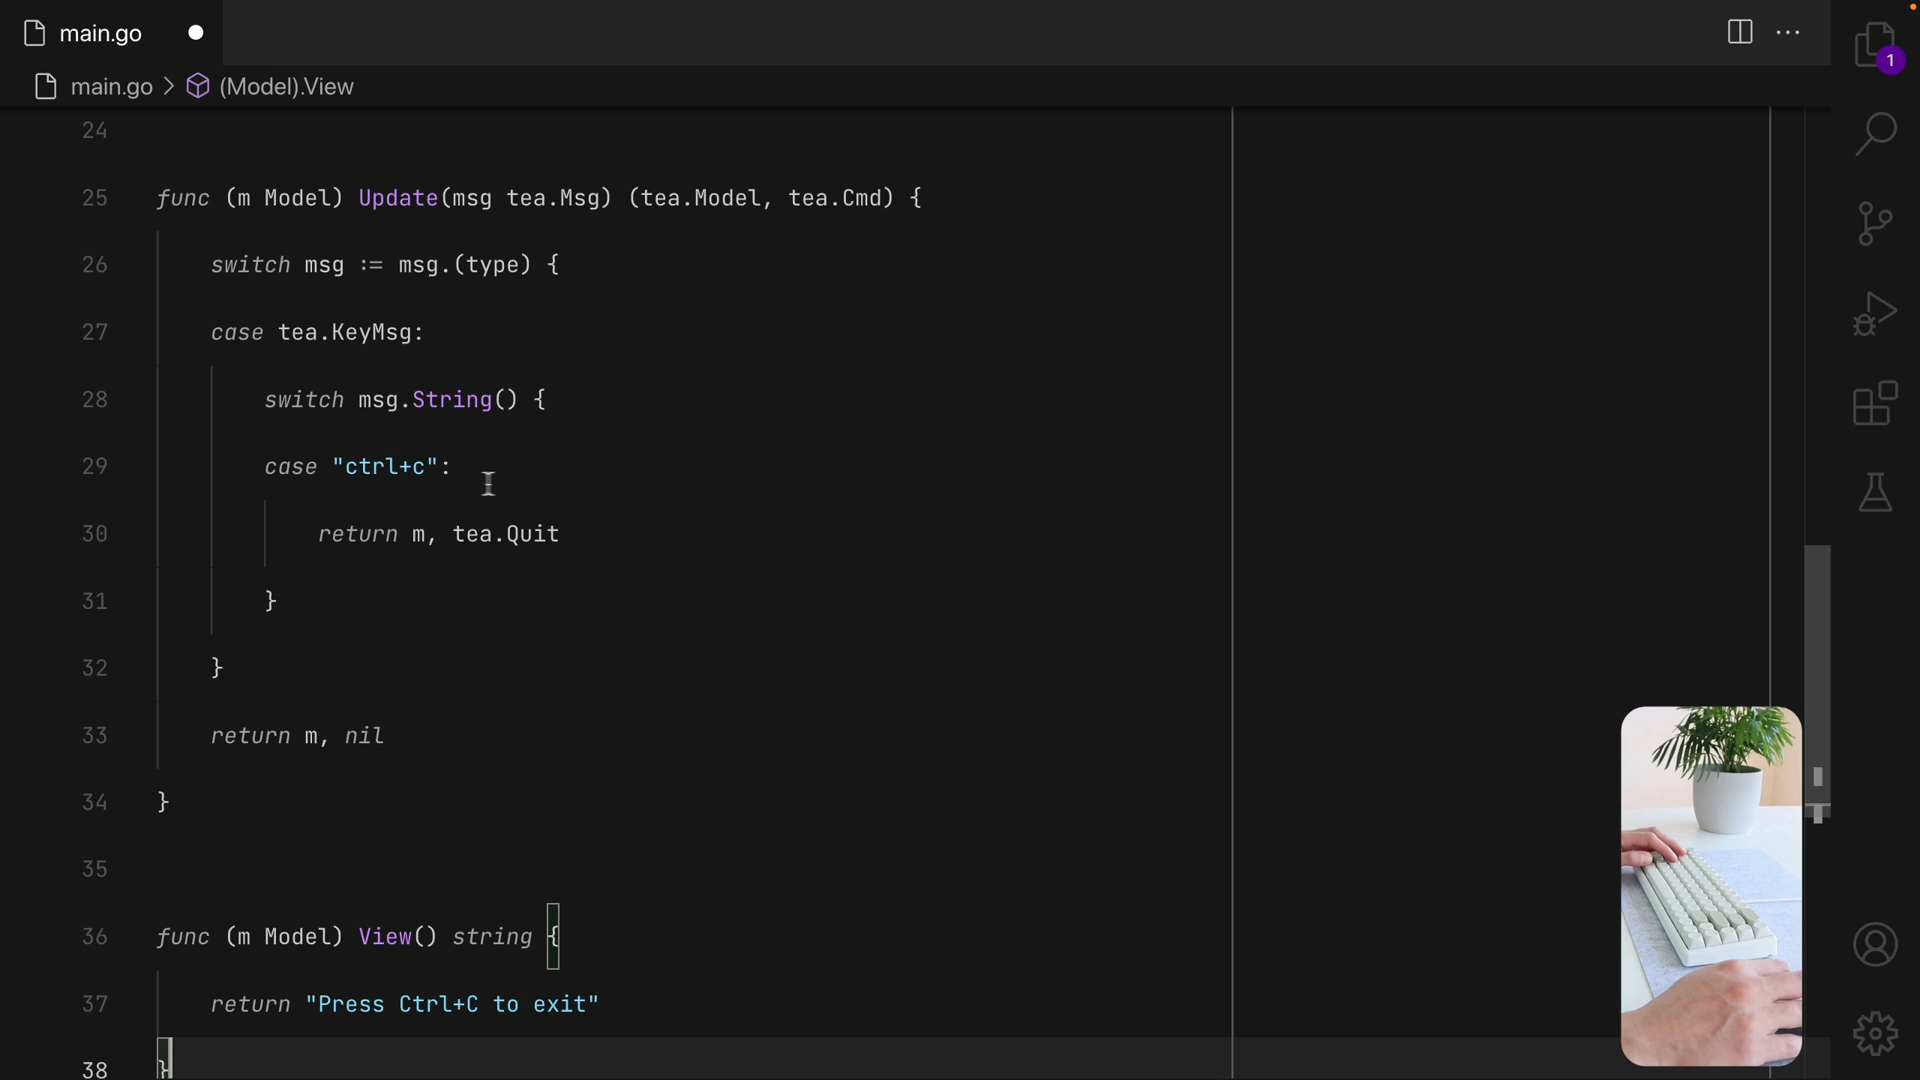 main.go
main.go > (Model).View
1
24
25 func (m Model) Update(msg tea.Msg) (tea.Model, tea.Cmd) {
26 switch msg := msg.(type) {
27 case tea.KeyMsg:
28 switch msg.String() {
29 case "ctrl+c":
30 return m, tea.Quit
31 }
32 }
33 return m, nil
34 }
35
36 func (m Model) View() string {
37 return "Press Ctrl+C to exit"
38 }